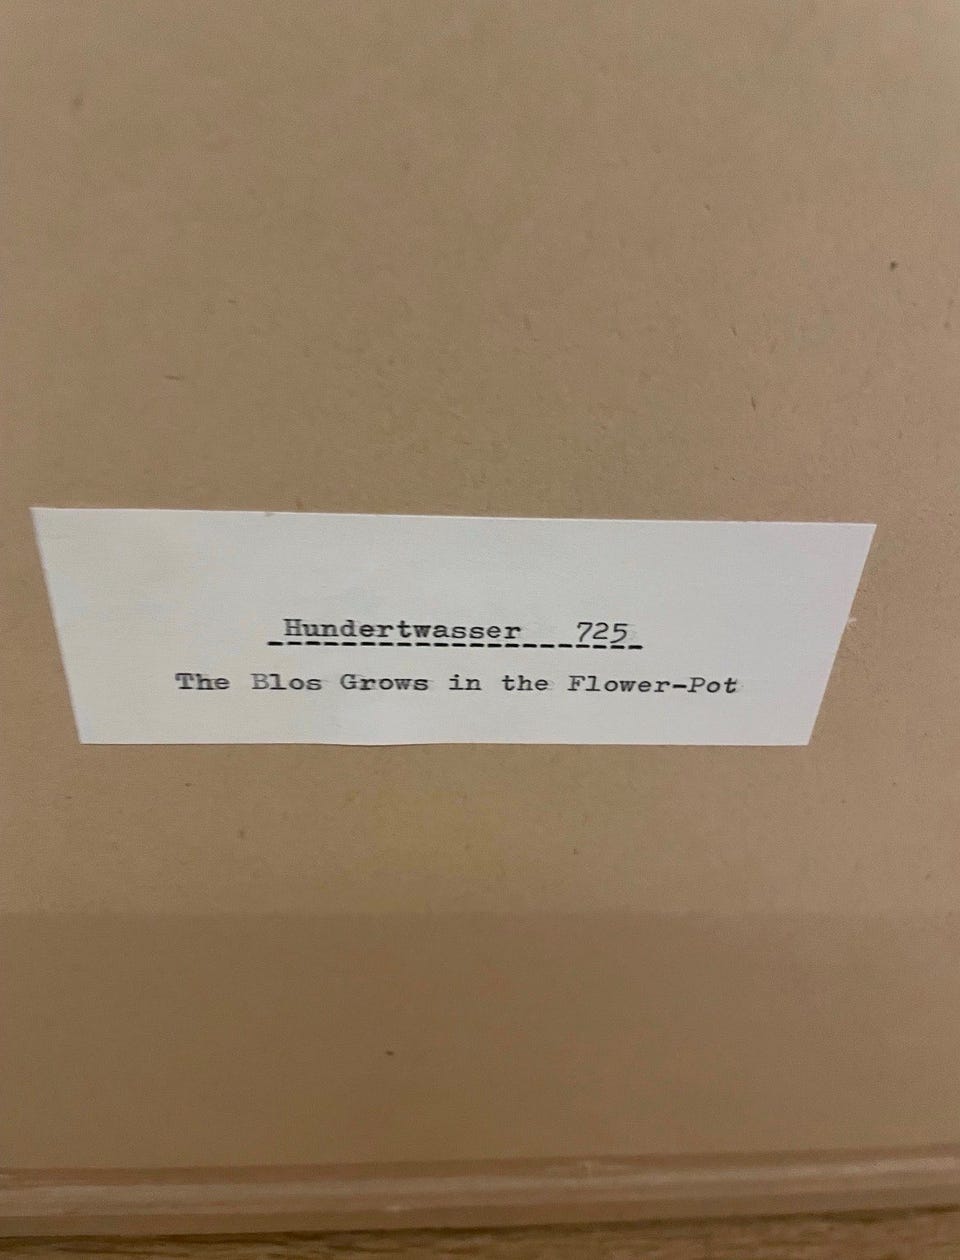 Hundertwasser 725
The Blos Grows in the Flower-Pot